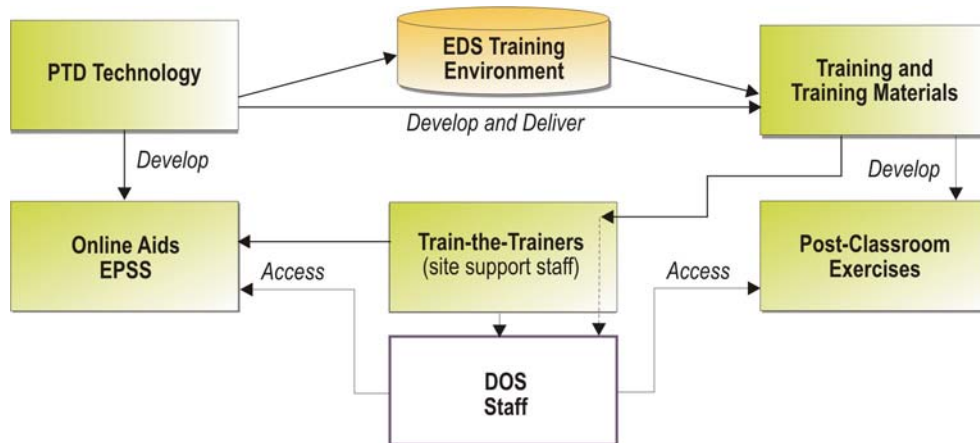 PTD Technology
EDS Training
Environment
Training and
Training Materials
Develop and Deliver
Develop
Develop
Online Aids
EPSS
Access
Train-the-Trainers
(site support staff)
Access
Post-Classroom
Exercises
DOS
Staff